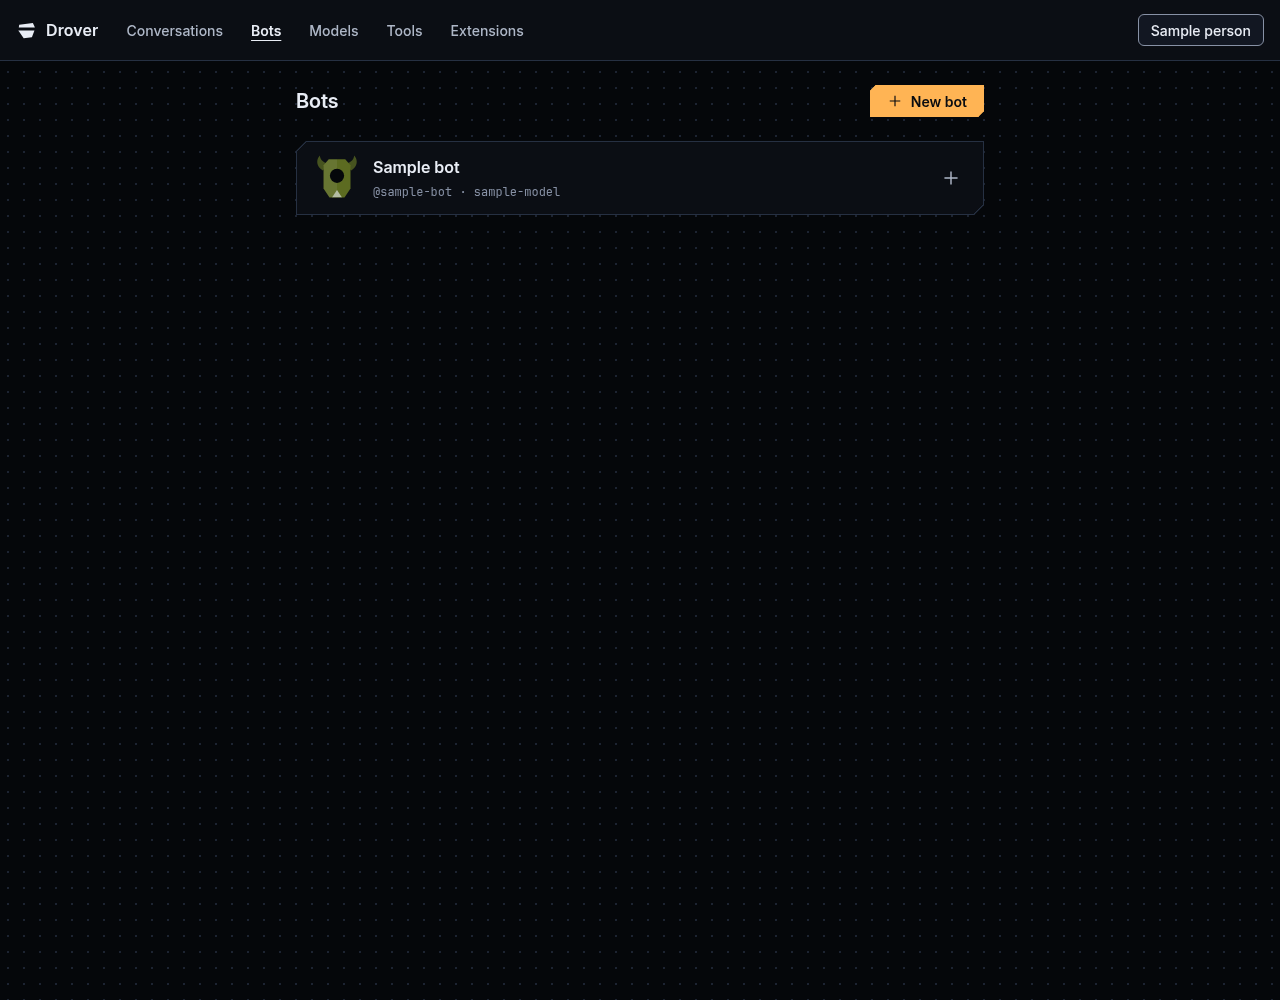 Drover
Conversations
Bots
Models
Tools
Extensions
Sample person
Bots
New bot
Sample bot
@sample-bot · sample-model